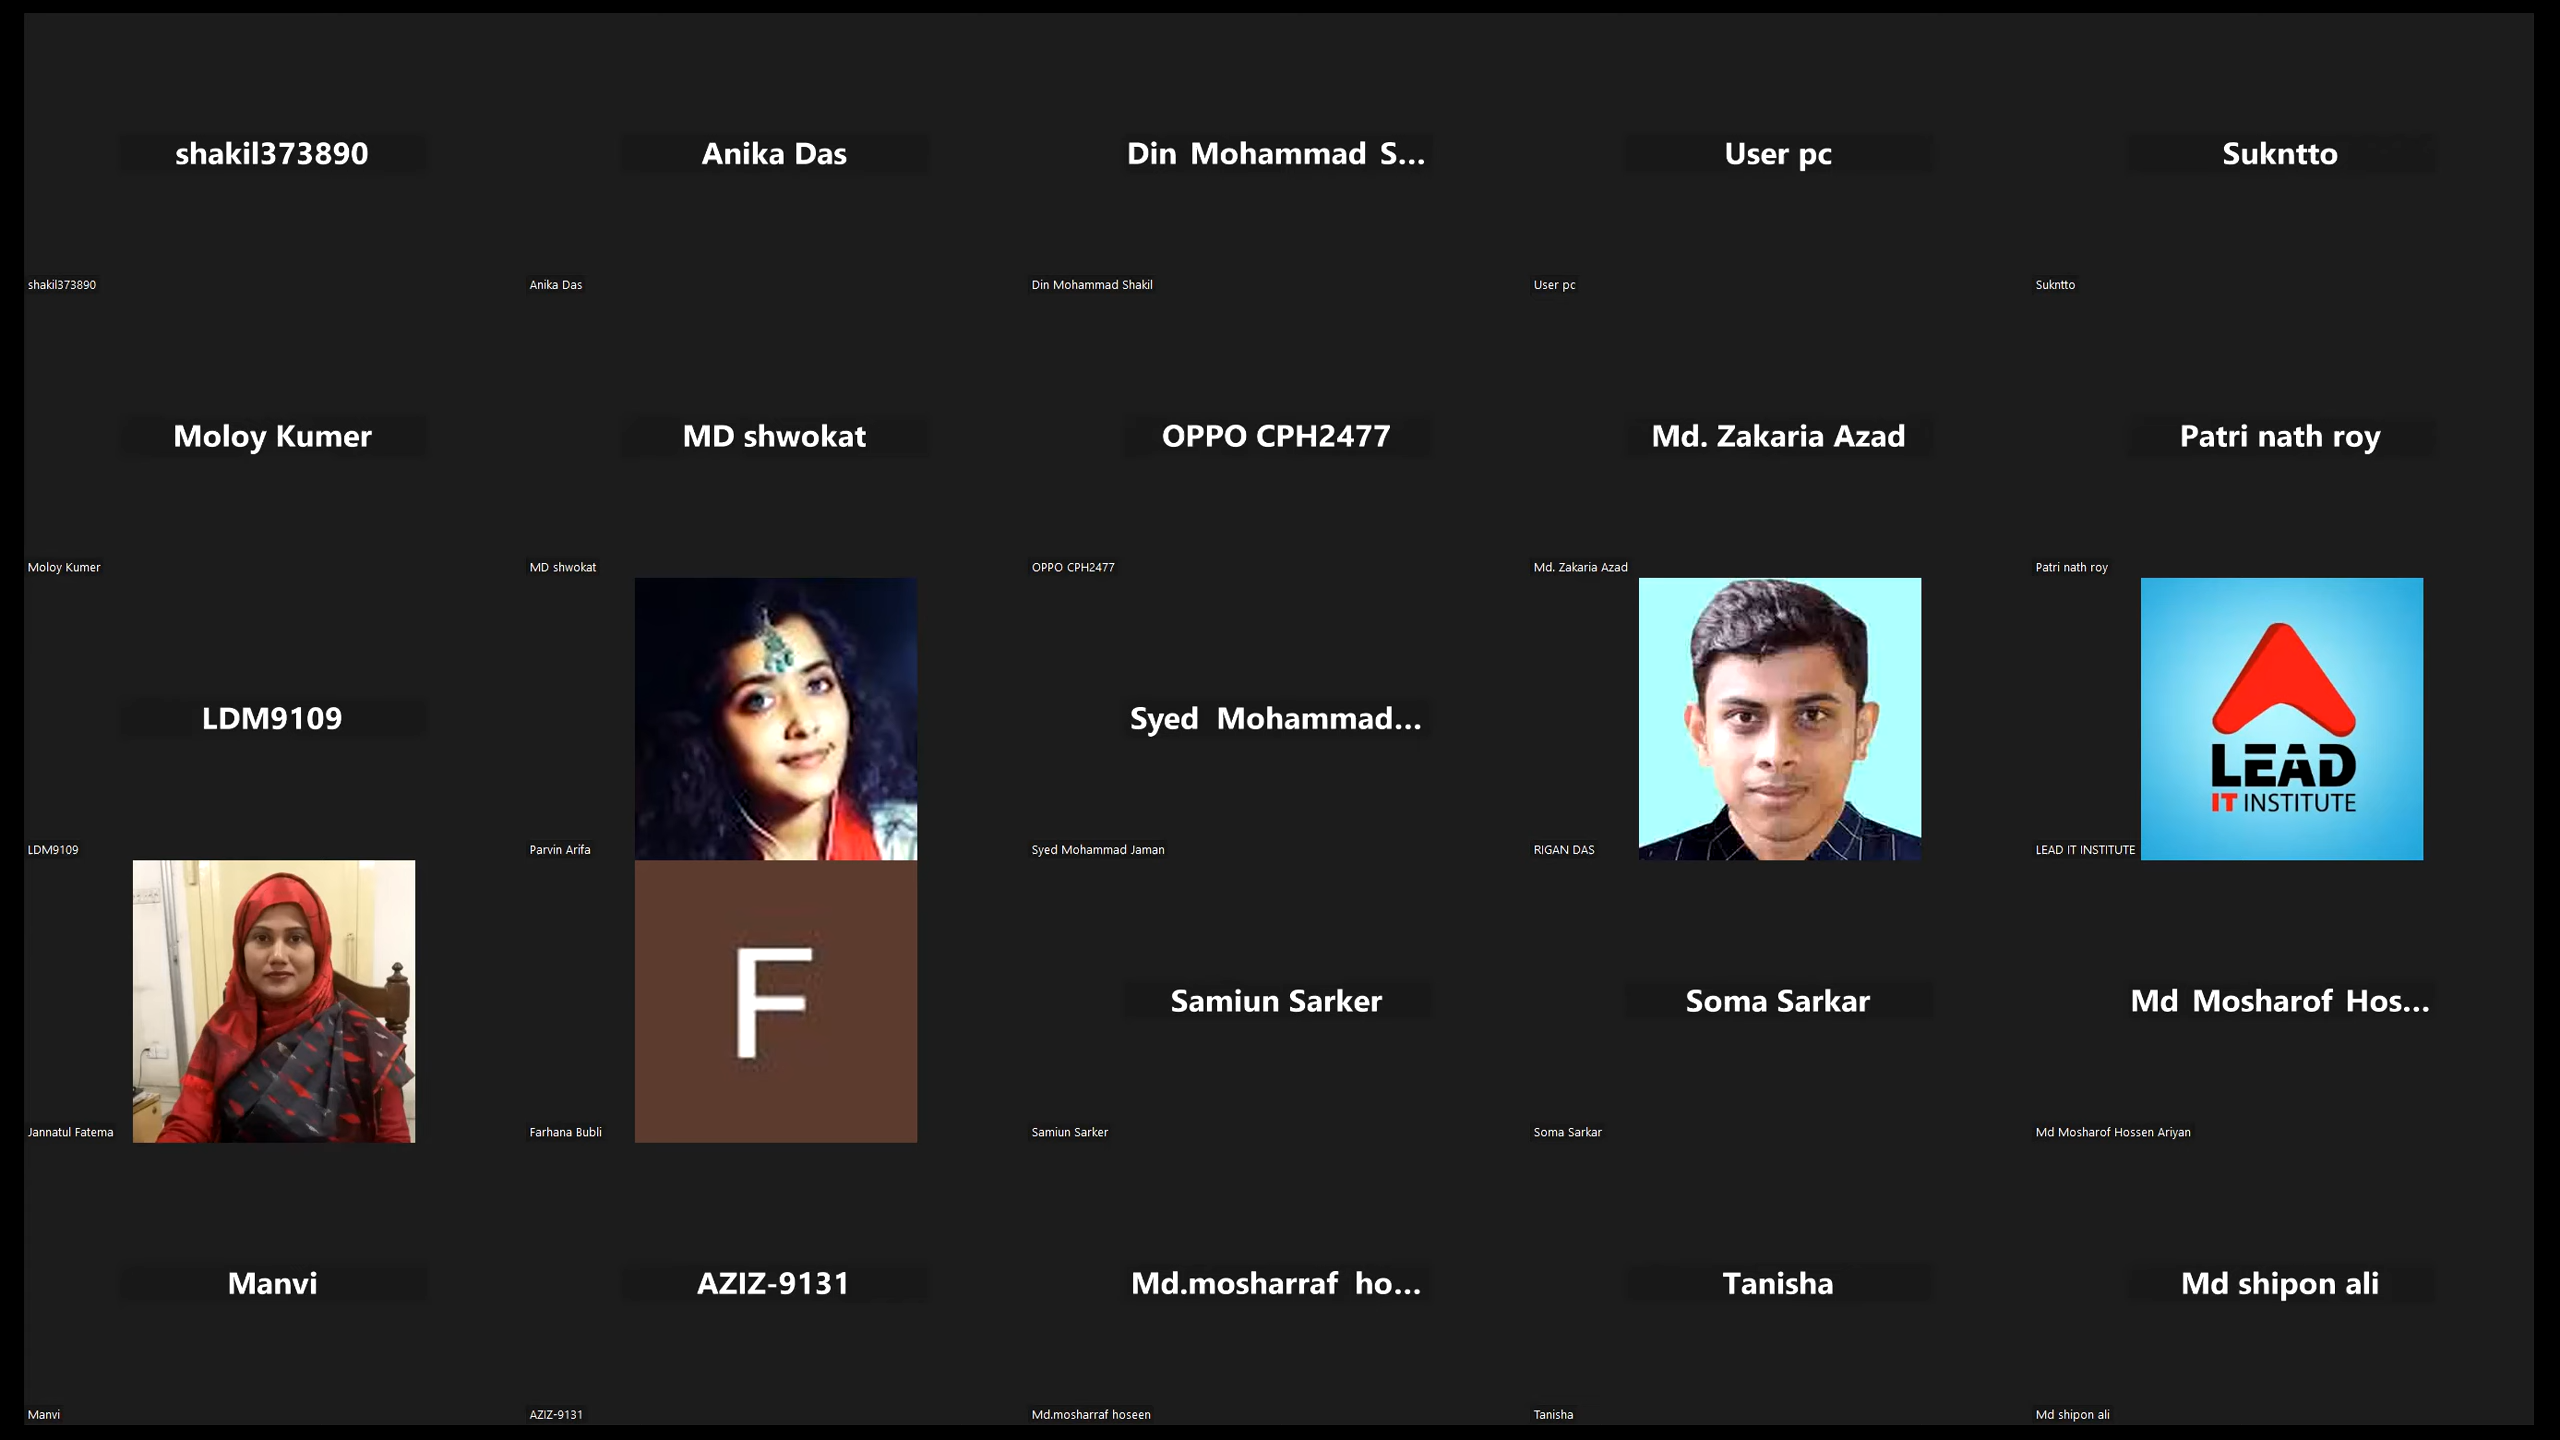 shakil373890
Anika Das
Din Mohammad S...
User pc
Sukntto
shakil373890
Anika Das
Din Mohammad Shakil
User pc
Sukntto
Moloy Kumer
MD shwokat
OPPO CPH2477
Md. Zakaria Azad
Patri nath roy
Moloy Kumer
MD shwokat
OPPO CPH2477
Md. Zakaria Azad
Patri nath roy
LDM9109
Syed Mohammad...
LEAD
IT INSTITUTE
LDM9109
Parvin Arifa
Syed Mohammad Jaman
RIGAN DAS
LEAD IT INSTITUTE
F
Samiun Sarker
Soma Sarkar
Md Mosharof Hos...
Jannatul Fatema
Farhana Bubli
Samiun Sarker
Soma Sarkar
Md Mosharof Hossen Ariyan
Manvi
AZIZ-9131
Md.mosharraf ho...
Tanisha
Md shipon ali
Manvi
AZIZ-9131
Md.mosharraf hoseen
Tanisha
Md shipon ali